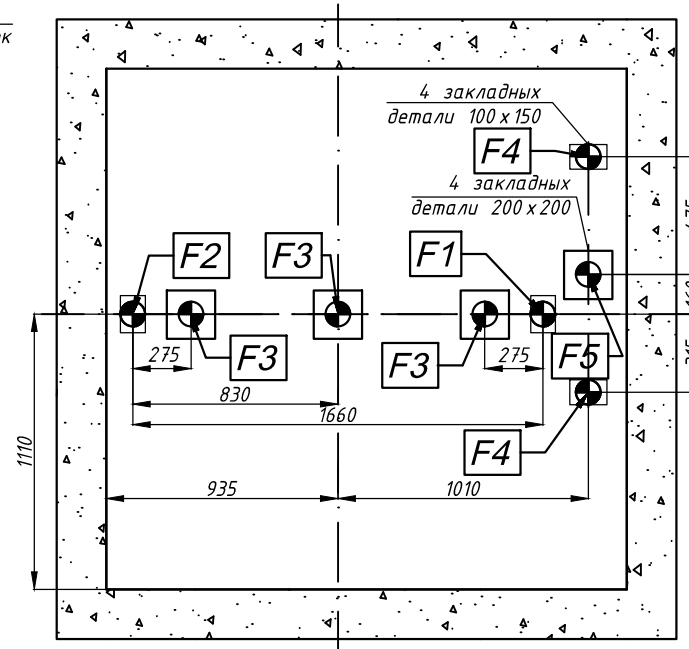 4 закладных
детали 100 x 150
F4
4 закладных
детали 200 x 200
F2
F3
F1
275
F3
F3
275
F5
830
1660
1110
F4
935
1010